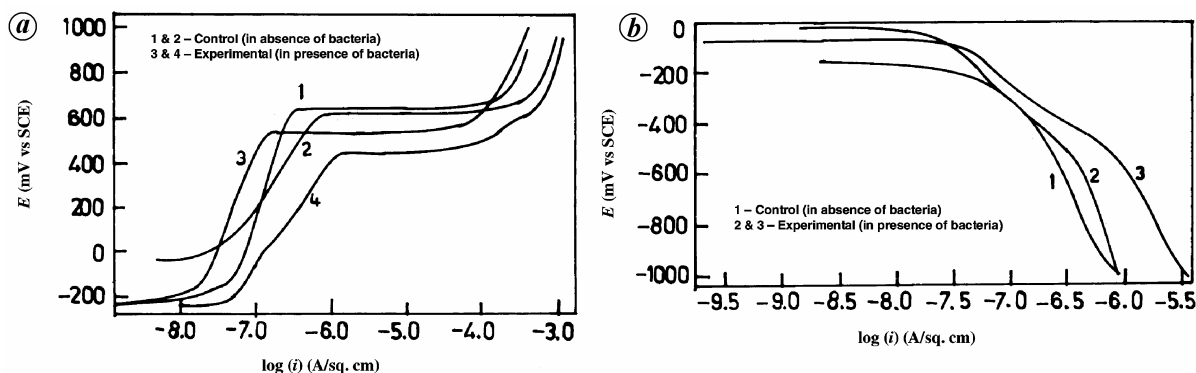 a
1 & 2 – Control (in absence of bacteria)
3 & 4 – Experimental (in presence of bacteria)
1000
800
600
400
200
0
-200
E (mV vs SCE)
1
2
3
4
-8.0 -7.0 -6.0 -5.0 -4.0 -3.0
log (i) (A/sq. cm)
b
0
-200
-400
-600
-800
-1000
E (mV vs SCE)
1
2
3
1 – Control (in absence of bacteria)
2 & 3 – Experimental (in presence of bacteria)
-9.5 -9.0 -8.5 -8.0 -7.5 -7.0 -6.5 -6.0 -5.5
log (i) (A/sq. cm)